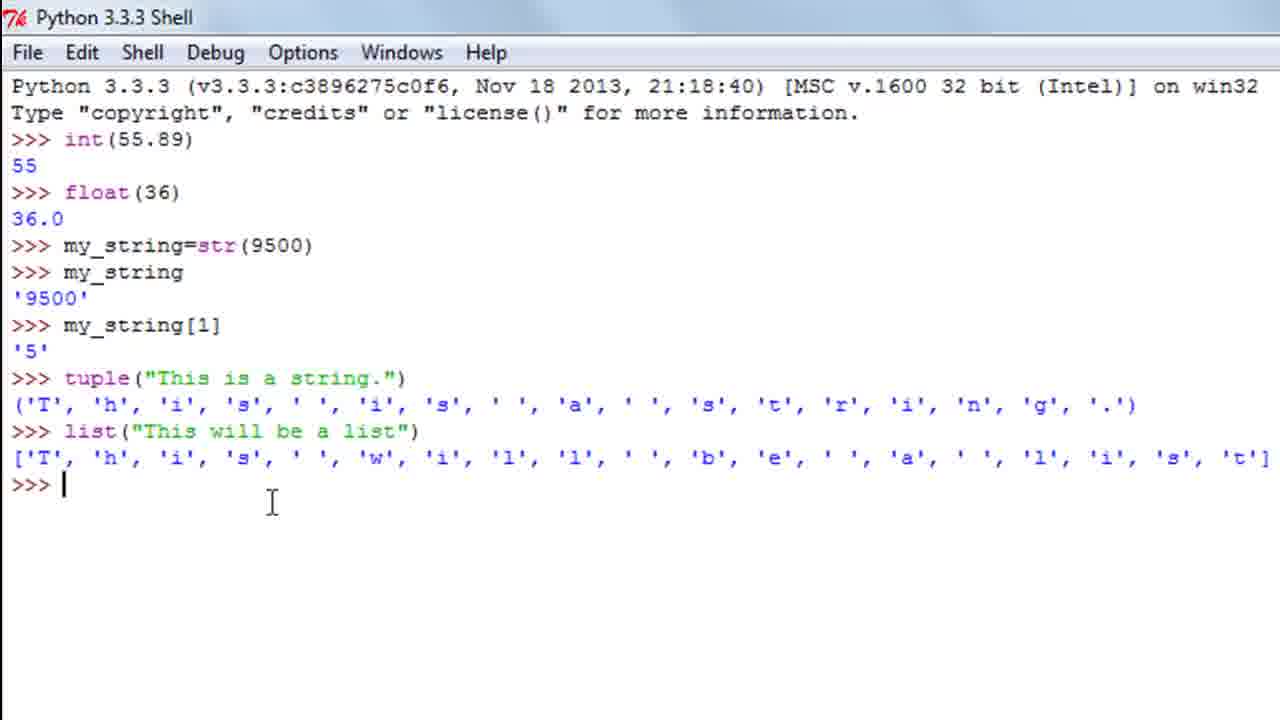 Python 3.3.3 Shell
File Edit Shell Debug Options Windows Help
Python 3.3.3 (v3.3.3:c3896275c0f6, Nov 18 2013, 21:18:40) [MSC v.1600 32 bit (Intel)] on win32
Type "copyright", "credits" or "license()" for more information.
>>> int(55.89)
55
>>> float(36)
36.0
>>> my_string=str(9500)
>>> my_string
'9500'
>>> my_string[1]
'5'
>>> tuple("This is a string.")
('T', 'h', 'i', 's', ' ', 'i', 's', ' ', 'a', ' ', 's', 't', 'r', 'i', 'n', 'g', '.')
>>> list("This will be a list")
['T', 'h', 'i', 's', ' ', 'w', 'i', 'l', 'l', ' ', 'b', 'e', ' ', 'a', ' ', 'l', 'i', 's', 't']
>>>